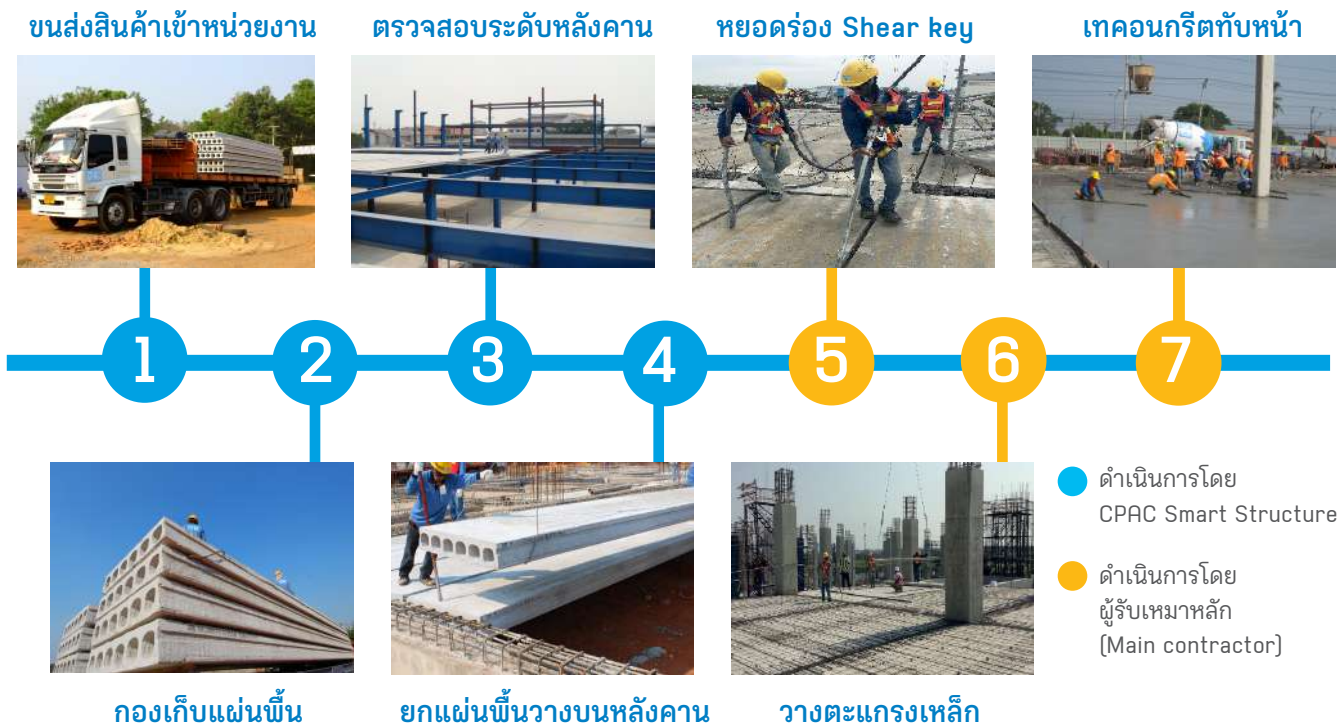 ขนส่งสินค้าเข้าหน่วยงาน
ตรวจสอบระดับหลังคาน
หยอดร่อง Shear key
เทคอนกรีตทับหน้า
1
2
3
4
5
6
7
กองเก็บแผ่นพื้น
ยกแผ่นพื้นวางบนหลังคาน
วางตะแกรงเหล็ก
ดำเนินการโดย
CPAC Smart Structure
ดำเนินการโดย
ผู้รับเหมาหลัก
(Main contractor)